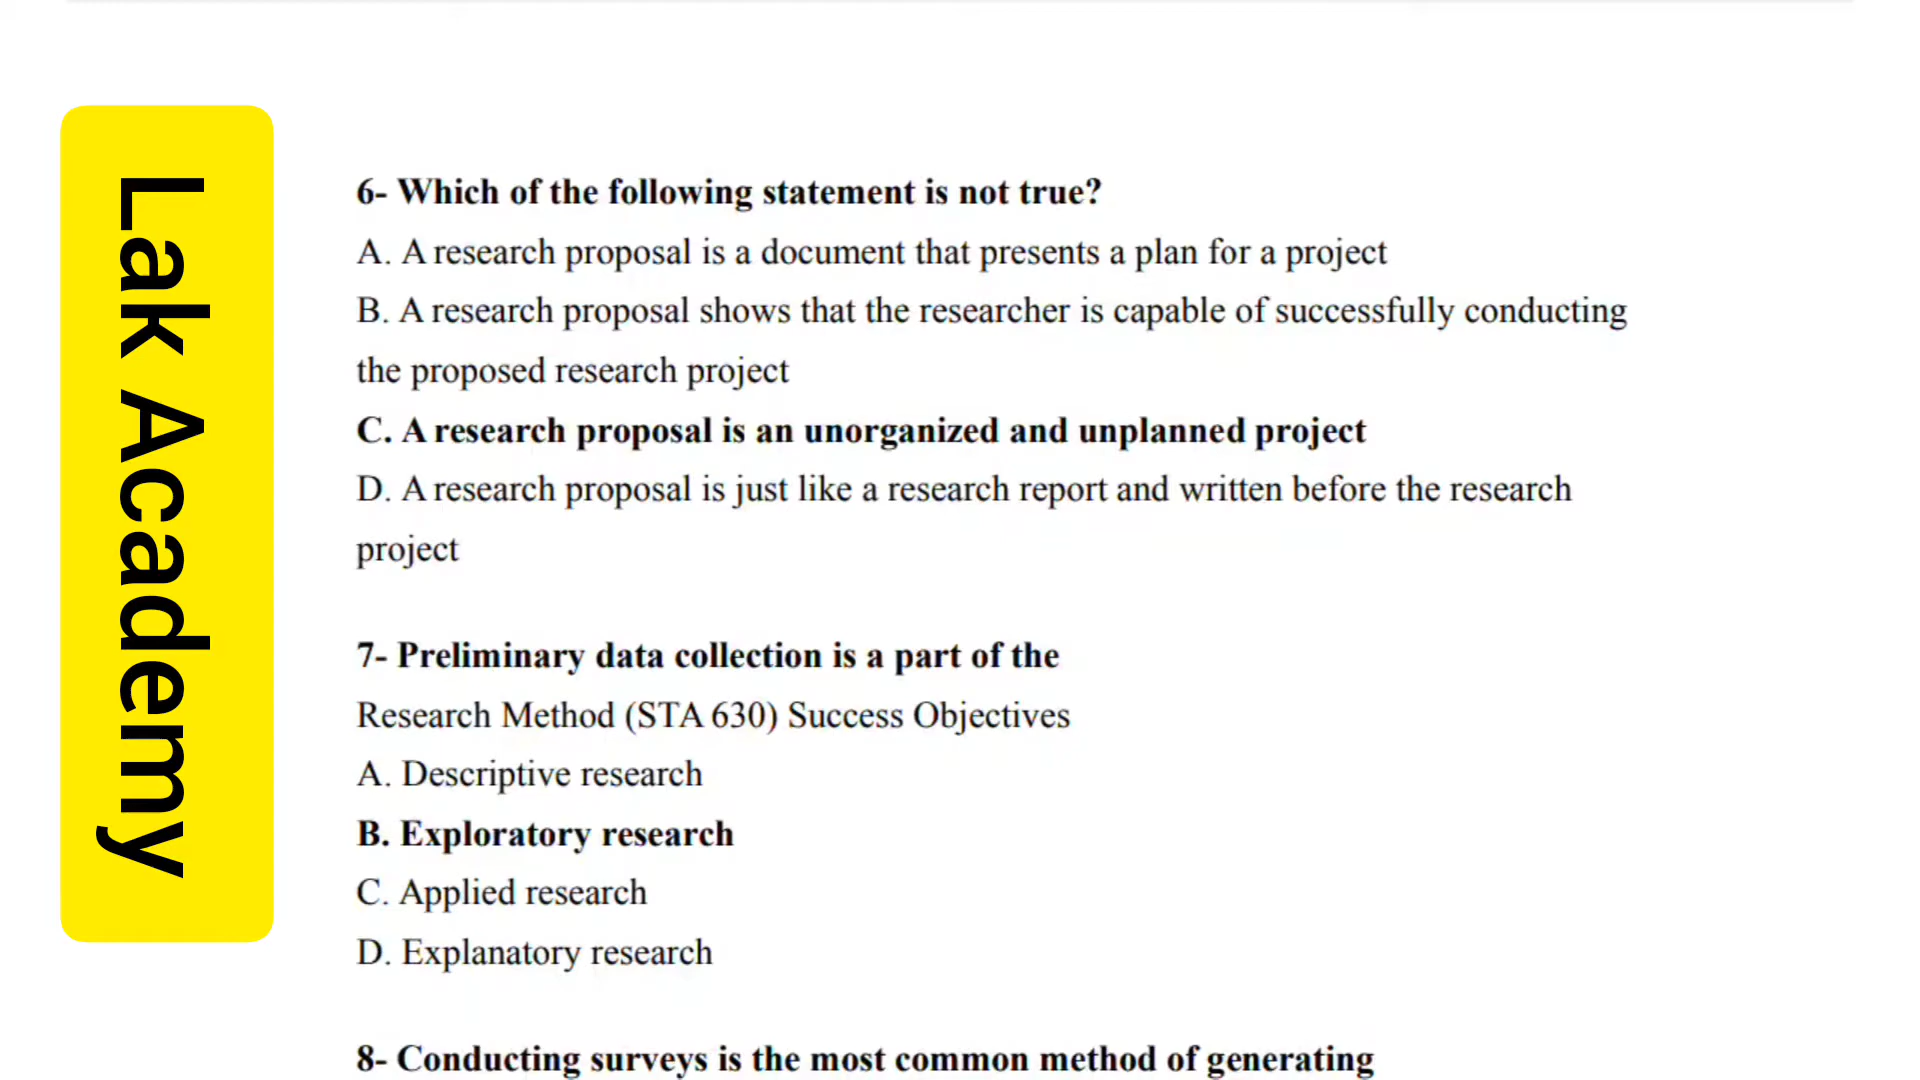 Lak Academy
6- Which of the following statement is not true?
A. A research proposal is a document that presents a plan for a project
B. A research proposal shows that the researcher is capable of successfully conducting
the proposed research project
C. A research proposal is an unorganized and unplanned project
D. A research proposal is just like a research report and written before the research
project
7- Preliminary data collection is a part of the
Research Method (STA 630) Success Objectives
A. Descriptive research
B. Exploratory research
C. Applied research
D. Explanatory research
8- Conducting surveys is the most common method of generating